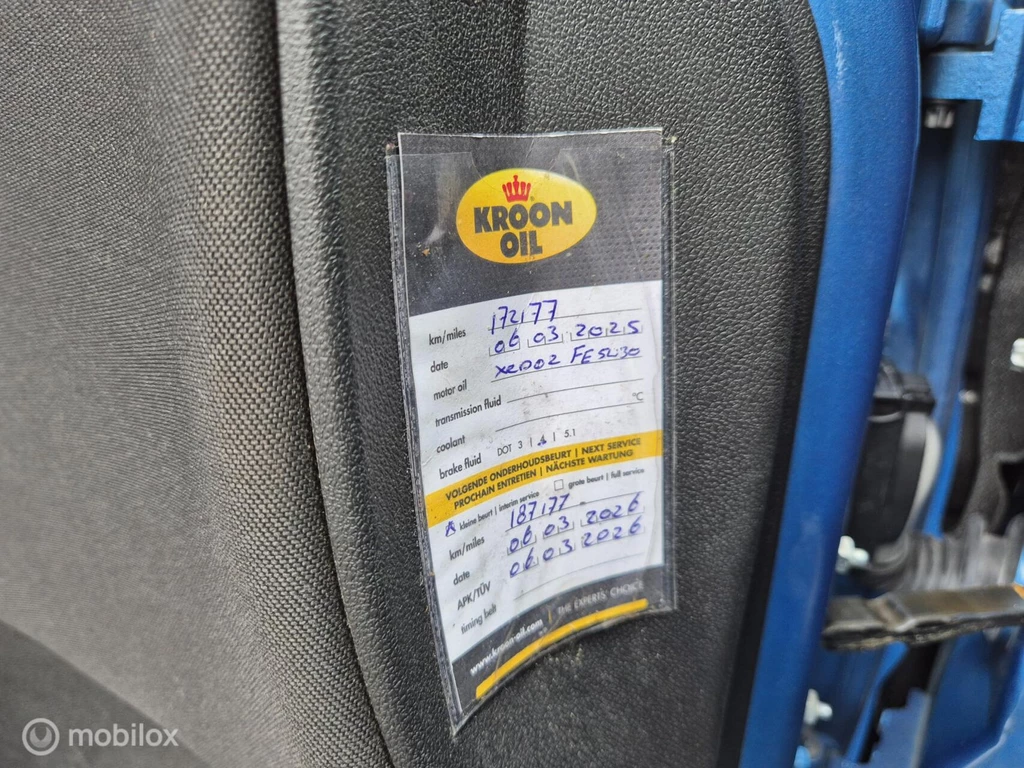 KROON
OIL
km/miles 172177
date 06 03 2025
motor oil xedoz FE 5W30
transmission fluid
coolant °C
brake fluid DOT 3 | 4 | 5.1
VOLGENDE ONDERHOUDSBEURT | NEXT SERVICE
PROCHAIN ENTRETIEN | NÄCHSTE WARTUNG
kleine beurt | interim service grote beurt | full service
km/miles 187177
date 06 03 2026
APK/TÜV 06 03 2026
timing belt
www.kroon-oil.com | THE EXPERTS' CHOICE
mobilox